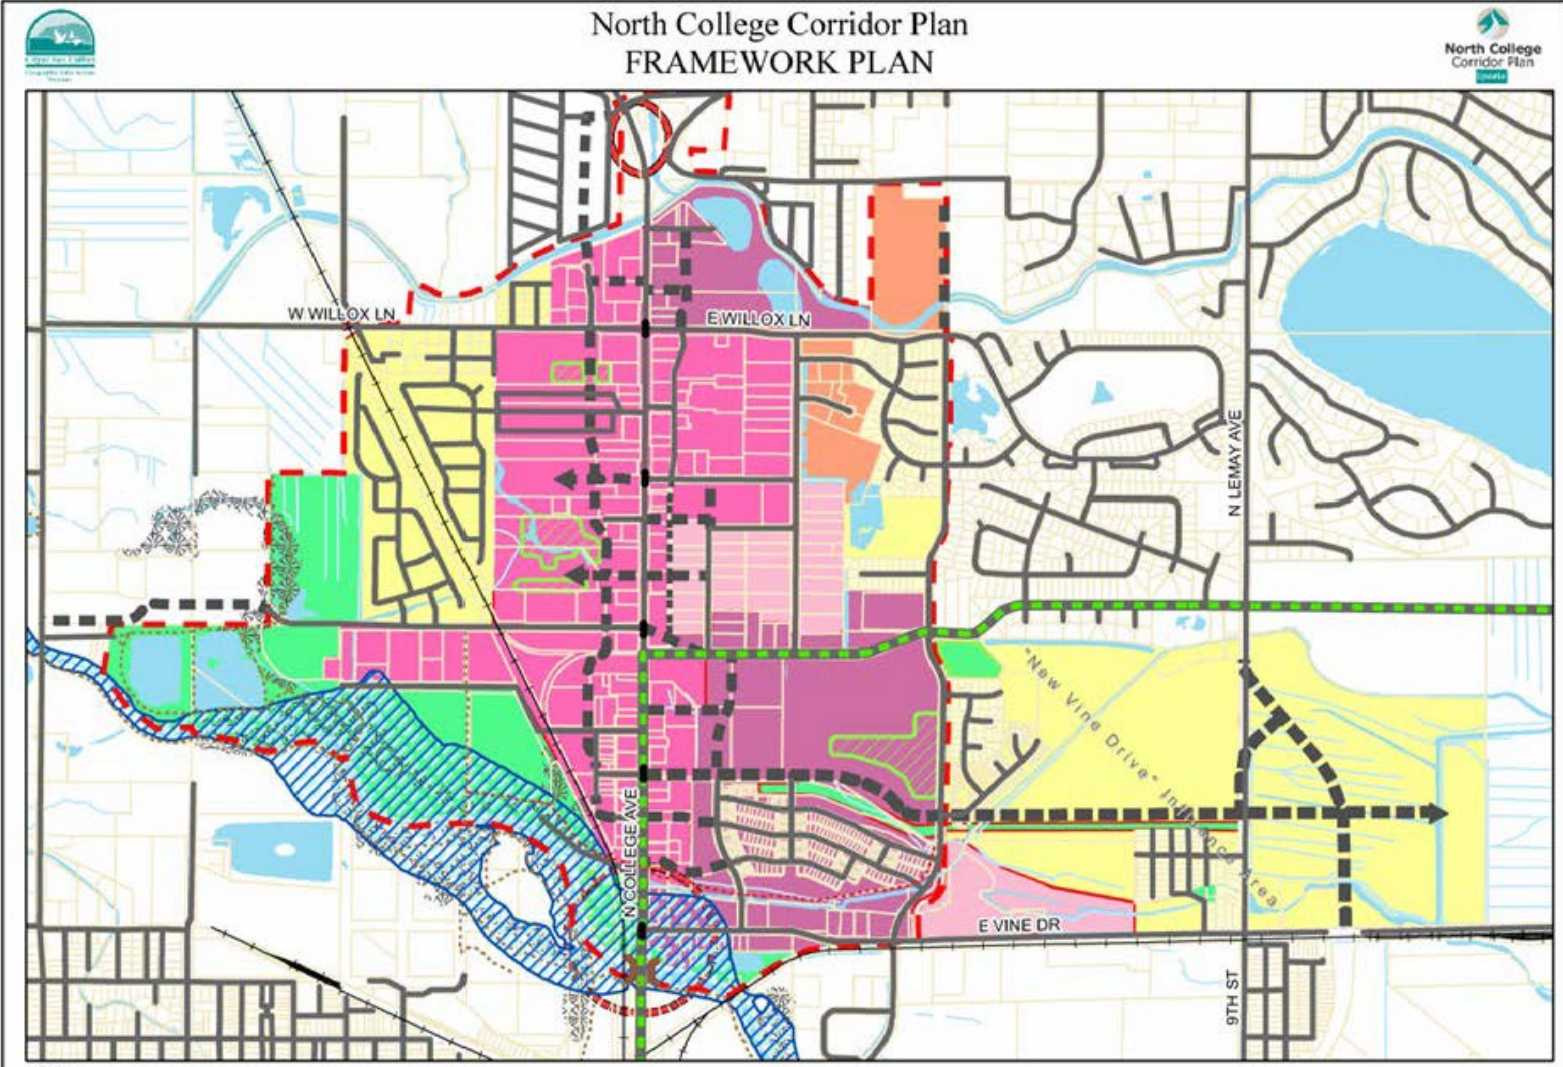 North College Corridor Plan
FRAMEWORK PLAN
North College
Corridor Plan
W WILLOX LN
E WILLOX LN
N LEMAY AVE
"New Vine Drive" Influence Area
N COLLEGE AVE
E VINE DR
9TH ST